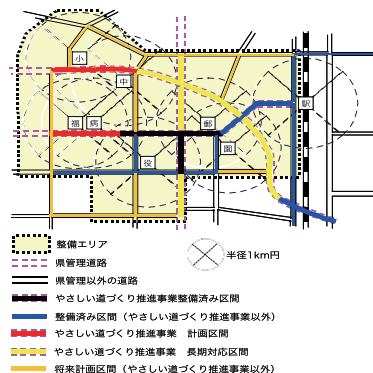 小
中
福 病
郵
駅
園
役
整備エリア
県管理道路
半径1km円
県管理以外の道路
やさしい道づくり推進事業整備済み区間
整備済み区間（やさしい道づくり推進事業以外）
やさしい道づくり推進事業 計画区間
やさしい道づくり推進事業 長期対応区間
将来計画区間（やさしい道づくり推進事業以外）